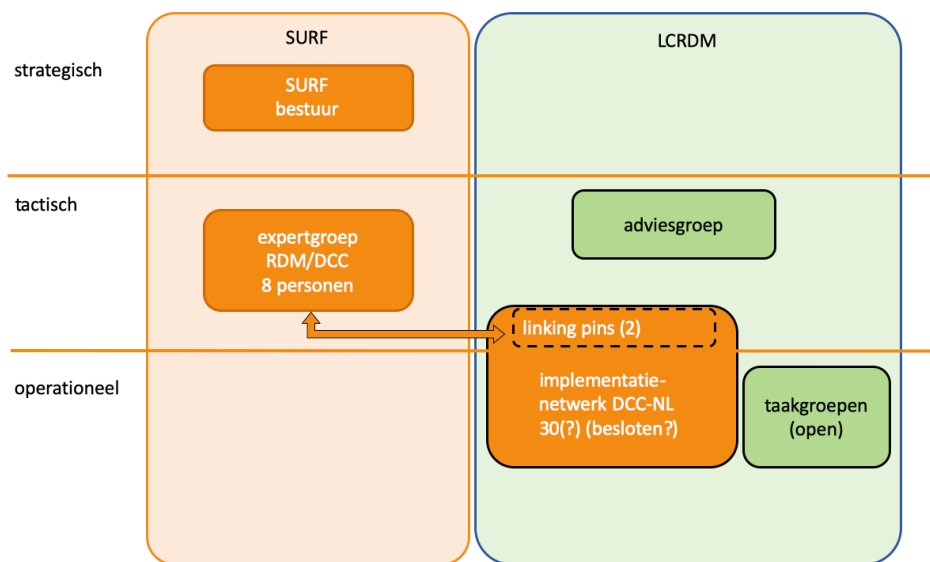 SURF
LCRDM
strategisch
SURF
bestuur
tactisch
expertgroep
RDM/DCC
8 personen
adviesgroep
linking pins (2)
operationeel
implementatie-
netwerk DCC-NL
30(?) (besloten?)
taakgroepen
(open)